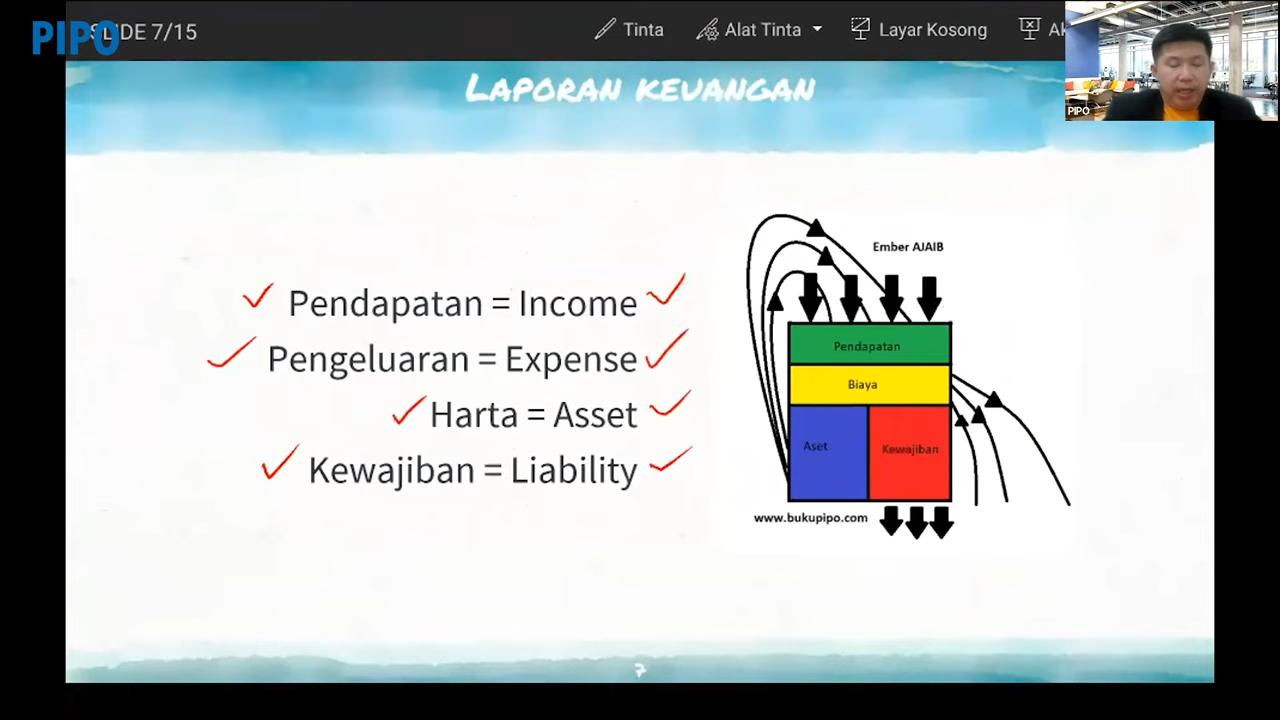 PIPO
SLIDE 7/15
Tinta
Alat Tinta
Layar Kosong
PIPO
LAPORAN KEUANGAN
Pendapatan = Income
Pengeluaran = Expense
Harta = Asset
Kewajiban = Liability
Ember AJAIB
Pendapatan
Biaya
Aset
Kewajiban
www.bukupipo.com
7